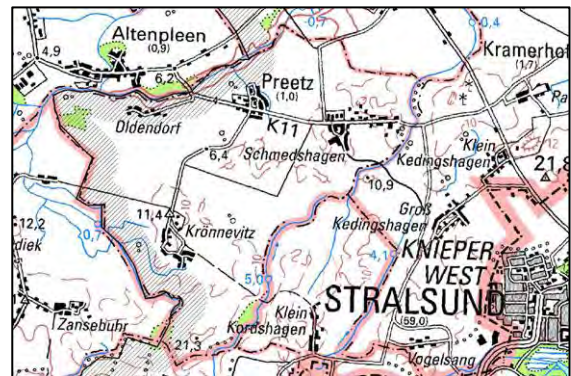 -0,7
0,4
4,9
Altenpleen
(0,9)
Kramerhof
(1,7)
6,2
Preetz
(1,0)
Oldendorf
K11
Schmedshagen
Klein
Kedingshagen
21,8
6,4
10,9
11,4
Groß
Kedingshagen
12,2
diek
0,7
Krönnevitz
KNIEPER
WEST
4,1
5,0
STRALSUND
Klein
Kordshagen
(59,0)
Zansebuhr
21,3
Vogelsang